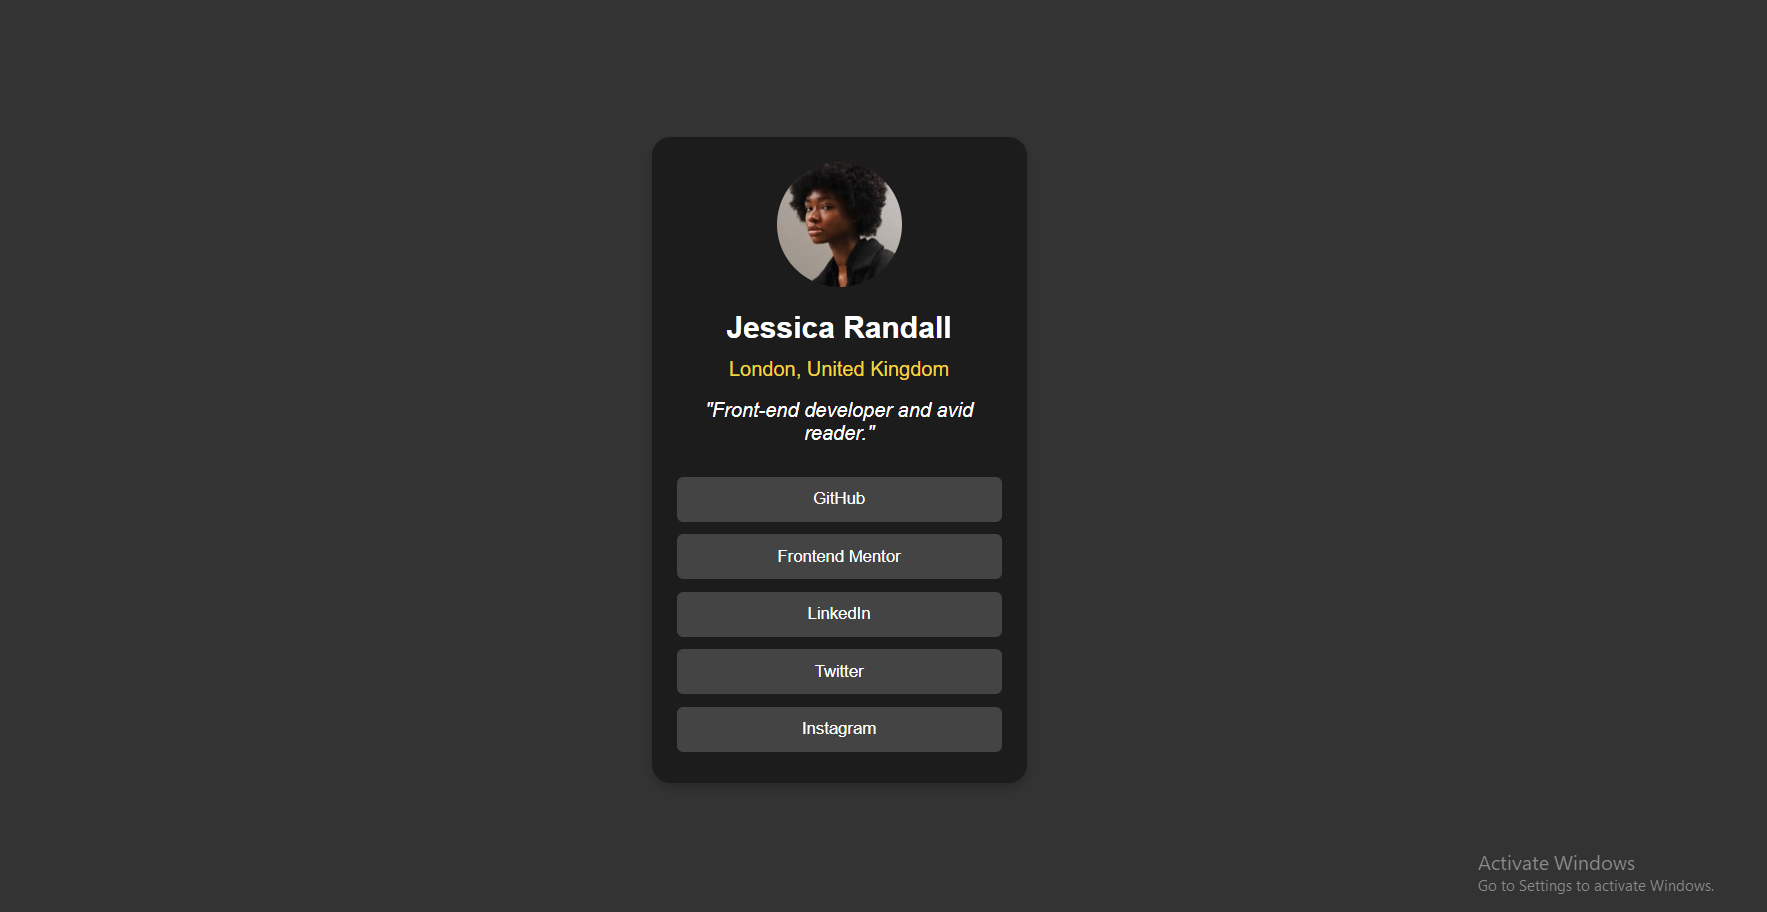 Jessica Randall
London, United Kingdom
"Front-end developer and avid
reader."
GitHub
Frontend Mentor
LinkedIn
Twitter
Instagram
Activate Windows
Go to Settings to activate Windows.